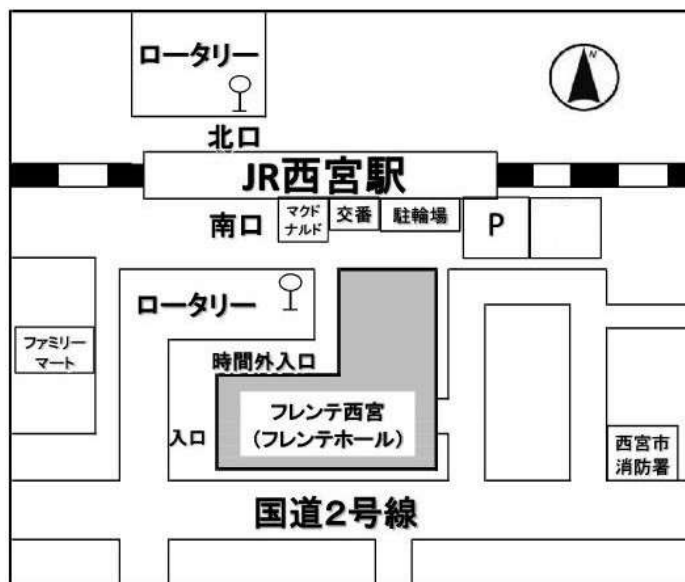 ロータリー
N
北口
JR西宮駅
南口
マクド
ナルド
交番
駐輪場
P
ロータリー
ファミリー
マート
時間外入口
フレンテ西宮
(フレンテホール)
入口
西宮市
消防署
国道2号線